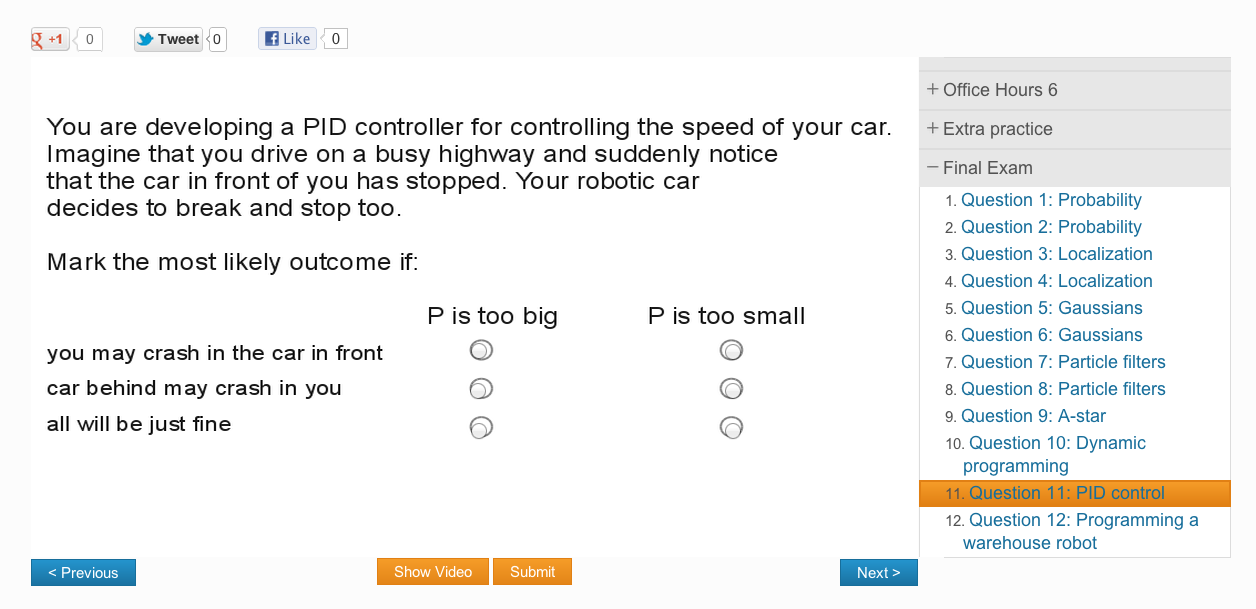 g +1 0 Tweet 0 Like 0
You are developing a PID controller for controlling the speed of your car.
Imagine that you drive on a busy highway and suddenly notice
that the car in front of you has stopped. Your robotic car
decides to break and stop too.
Mark the most likely outcome if:
P is too big P is too small
you may crash in the car in front
car behind may crash in you
all will be just fine
< Previous Show Video Submit Next >
+ Office Hours 6
+ Extra practice
− Final Exam
1. Question 1: Probability
2. Question 2: Probability
3. Question 3: Localization
4. Question 4: Localization
5. Question 5: Gaussians
6. Question 6: Gaussians
7. Question 7: Particle filters
8. Question 8: Particle filters
9. Question 9: A-star
10. Question 10: Dynamic
programming
11. Question 11: PID control
12. Question 12: Programming a
warehouse robot